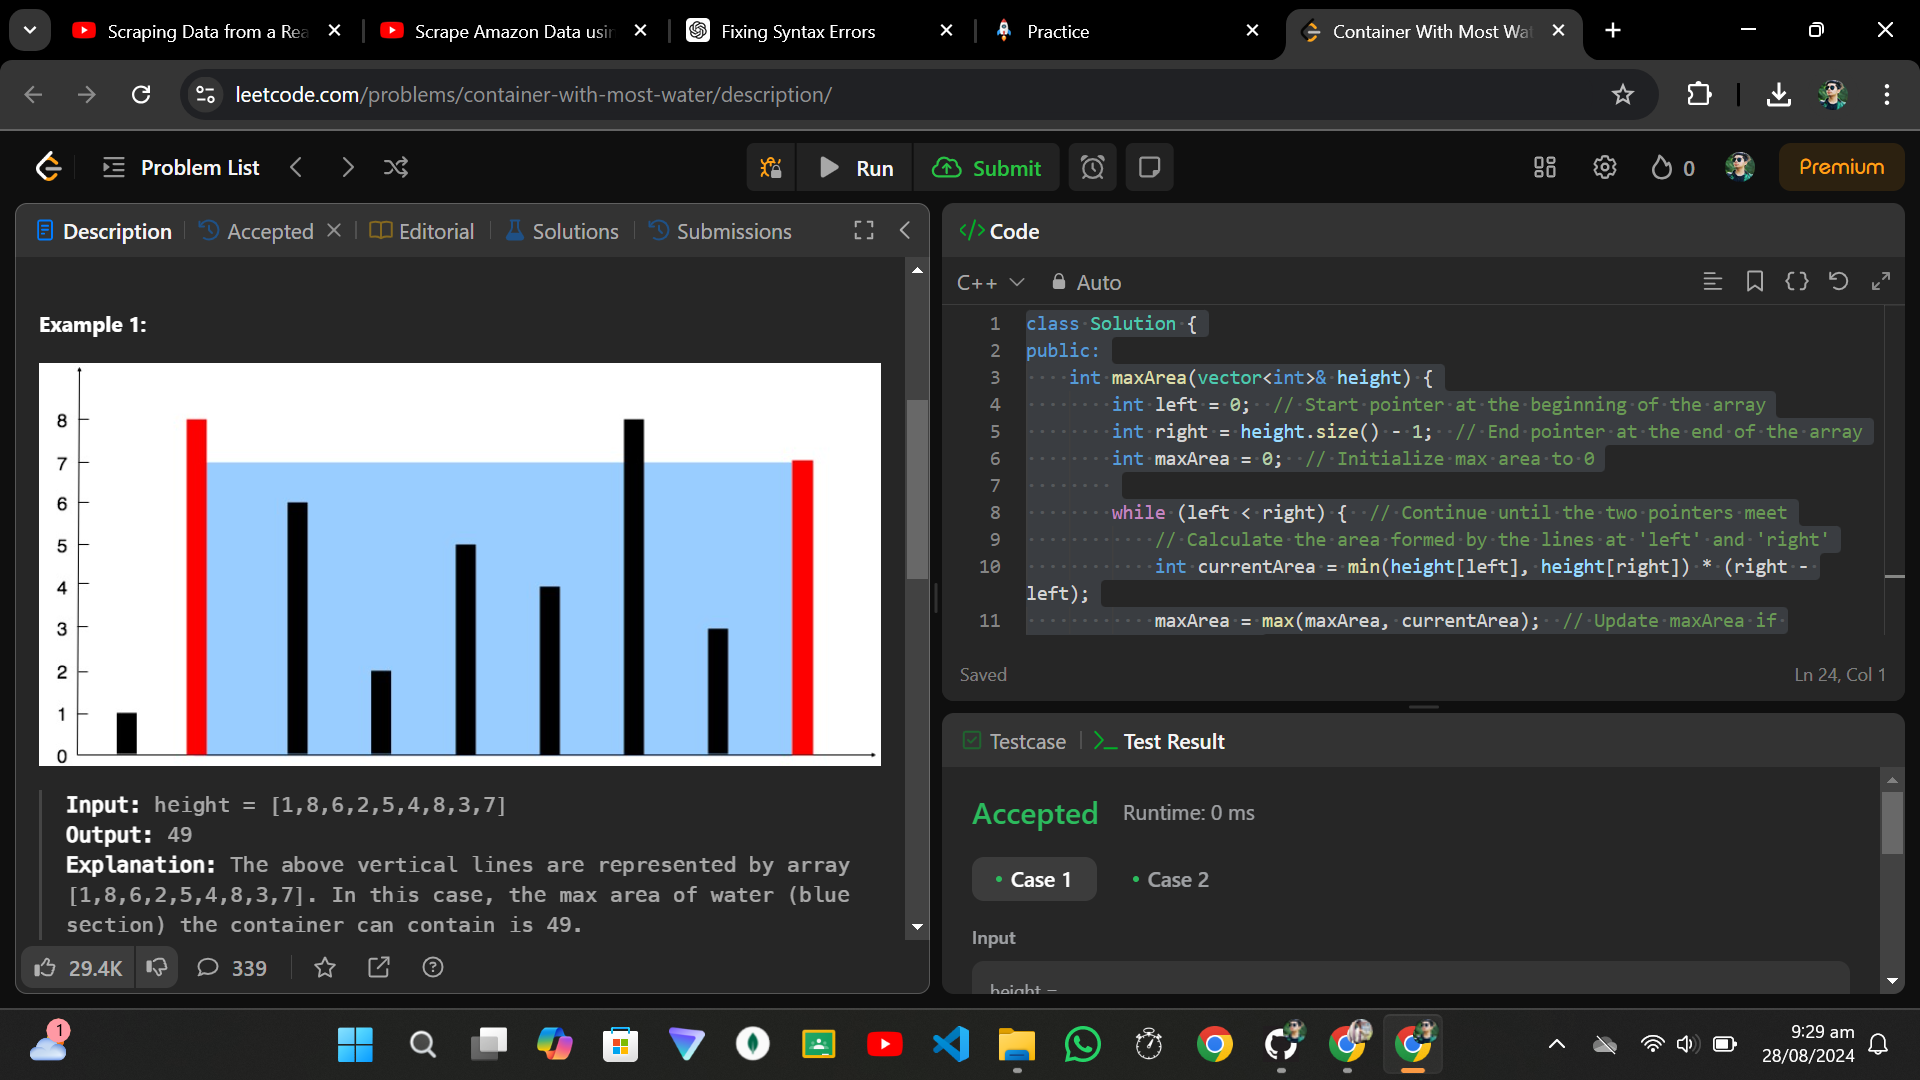 Scraping Data from a Rea
Scrape Amazon Data usin
Fixing Syntax Errors
Practice
Container With Most Wat
leetcode.com/problems/container-with-most-water/description/
Problem List
Run
Submit
0
Premium
Description
Accepted
Editorial
Solutions
Submissions
Example 1:
8
7
6
5
4
3
2
1
0
Input: height = [1,8,6,2,5,4,8,3,7]
Output: 49
Explanation: The above vertical lines are represented by array
[1,8,6,2,5,4,8,3,7]. In this case, the max area of water (blue
section) the container can contain is 49.
29.4K
339
</> Code
C++
Auto
1 class Solution {
2 public:
3 int maxArea(vector<int>& height) {
4 int left = 0; // Start pointer at the beginning of the array
5 int right = height.size() - 1; // End pointer at the end of the array
6 int maxArea = 0; // Initialize max area to 0
7
8 while (left < right) { // Continue until the two pointers meet
9 // Calculate the area formed by the lines at 'left' and 'right'
10 int currentArea = min(height[left], height[right]) * (right -
left);
11 maxArea = max(maxArea, currentArea); // Update maxArea if
Saved
Ln 24, Col 1
Testcase
Test Result
Accepted
Runtime: 0 ms
Case 1
Case 2
Input
height =
1
9:29 am
28/08/2024